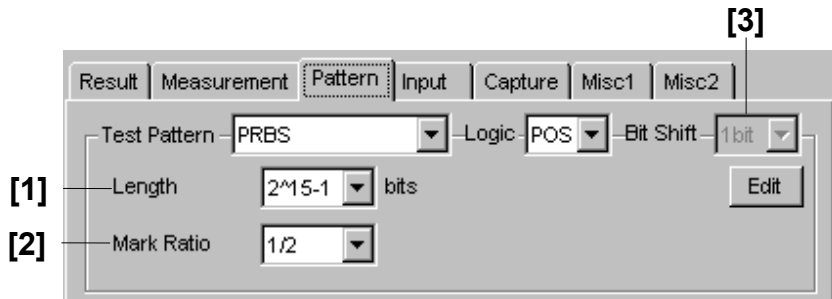 [3]
Result Measurement Pattern Input Capture Misc1 Misc2
Test Pattern PRBS Logic POS Bit Shift 1bit
[1] Length 2^15-1 bits Edit
[2] Mark Ratio 1/2